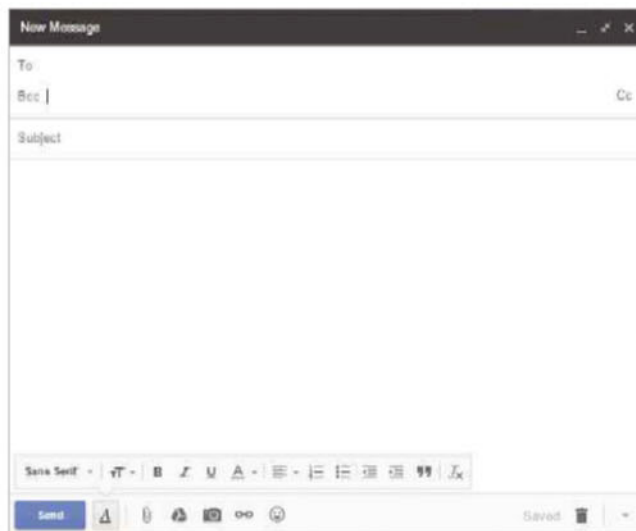 New Message
To
Bcc Cc
Subject
Sans Serif
Send Saved